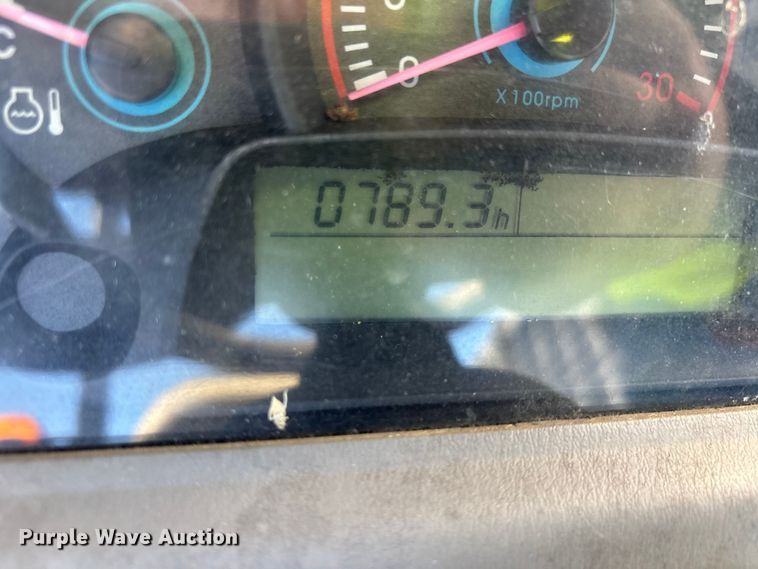 C
0
30
X100rpm
0789.3h
Purple Wave Auction